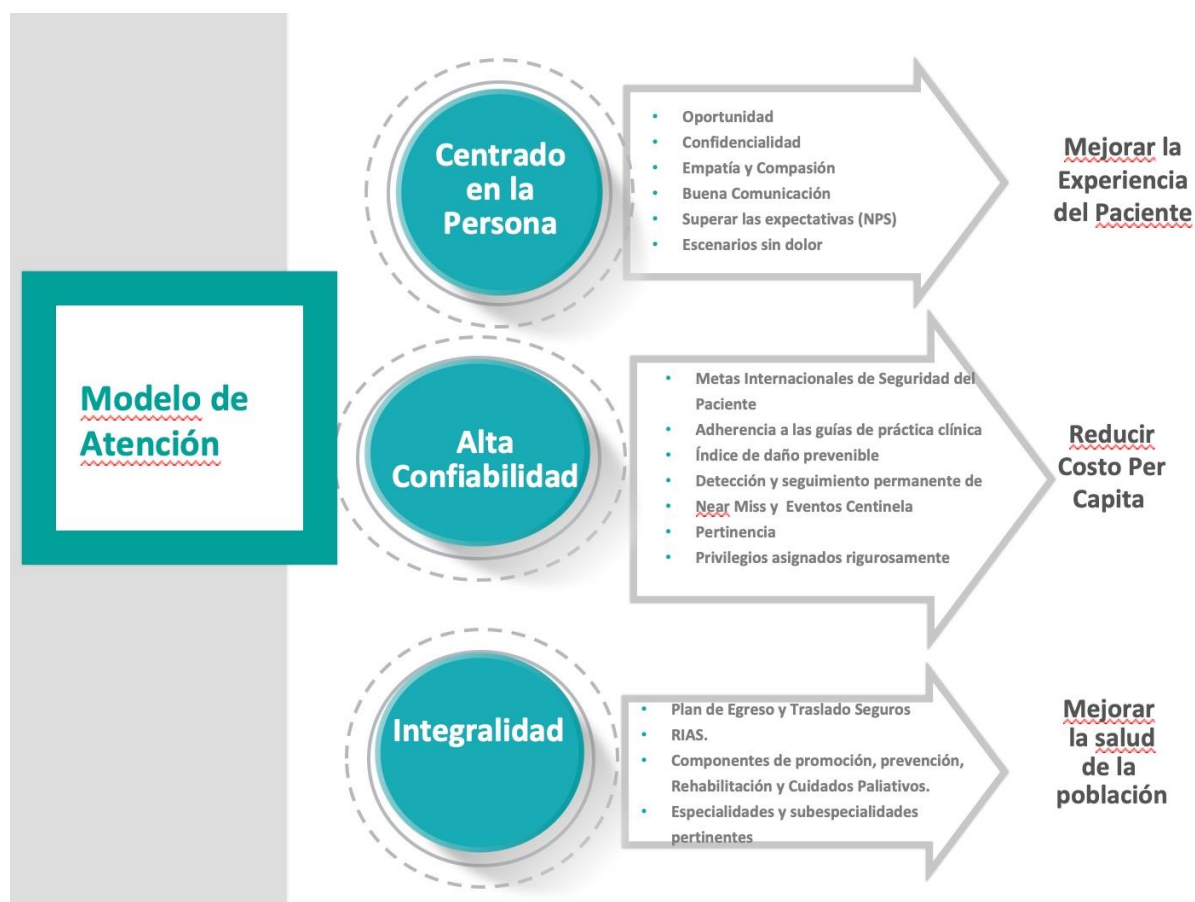 Modelo de
Atención
Centrado
en la
Persona
• Oportunidad
• Confidencialidad
• Empatía y Compasión
• Buena Comunicación
• Superar las expectativas (NPS)
• Escenarios sin dolor
Mejorar la
Experiencia
del Paciente
Alta
Confiabilidad
• Metas Internacionales de Seguridad del
Paciente
• Adherencia a las guías de práctica clínica
• Índice de daño prevenible
• Detección y seguimiento permanente de
• Near Miss y Eventos Centinela
• Pertinencia
• Privilegios asignados rigurosamente
Reducir
Costo Per
Capita
Integralidad
• Plan de Egreso y Traslado Seguros
• RIAS.
• Componentes de promoción, prevención,
Rehabilitación y Cuidados Paliativos.
• Especialidades y subespecialidades
pertinentes
Mejorar
la salud
de la
población